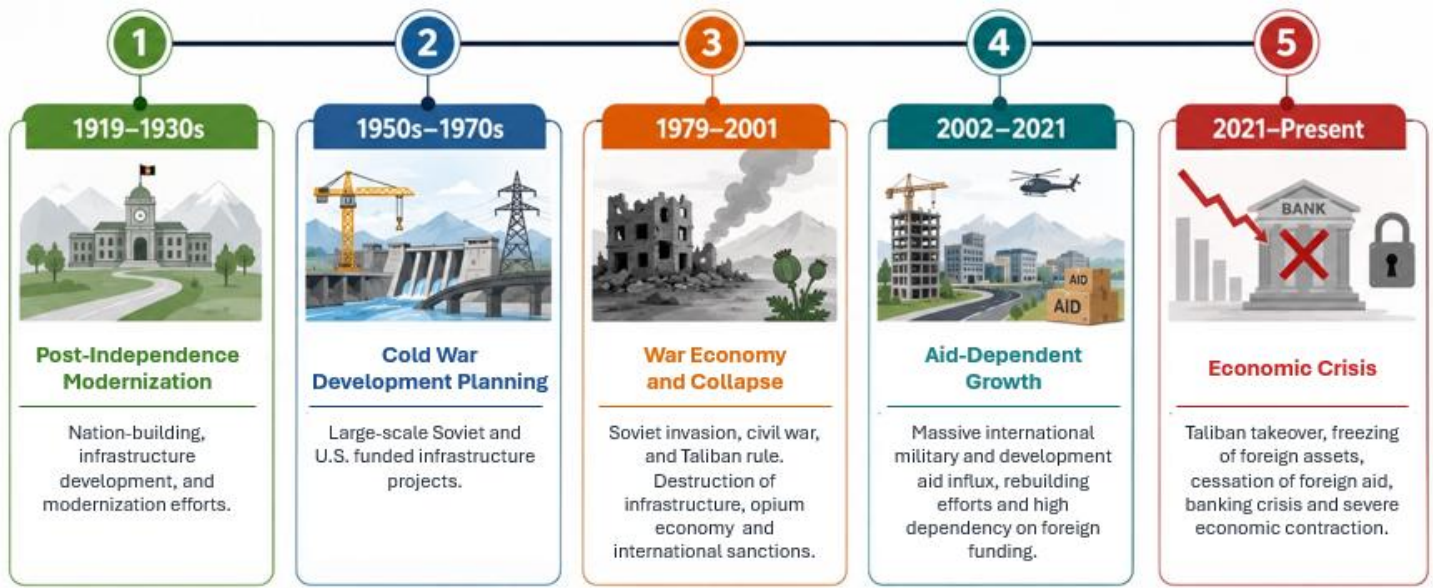 1
2
3
4
5
1919–1930s
Post-Independence
Modernization
Nation-building,
infrastructure
development, and
modernization efforts.
1950s–1970s
Cold War
Development Planning
Large-scale Soviet and
U.S. funded infrastructure
projects.
1979–2001
War Economy
and Collapse
Soviet invasion, civil war,
and Taliban rule.
Destruction of
infrastructure, opium
economy and
international sanctions.
2002–2021
AID
AID
Aid-Dependent
Growth
Massive international
military and development
aid influx, rebuilding
efforts and high
dependency on foreign
funding.
2021–Present
BANK
Economic Crisis
Taliban takeover, freezing
of foreign assets,
cessation of foreign aid,
banking crisis and severe
economic contraction.